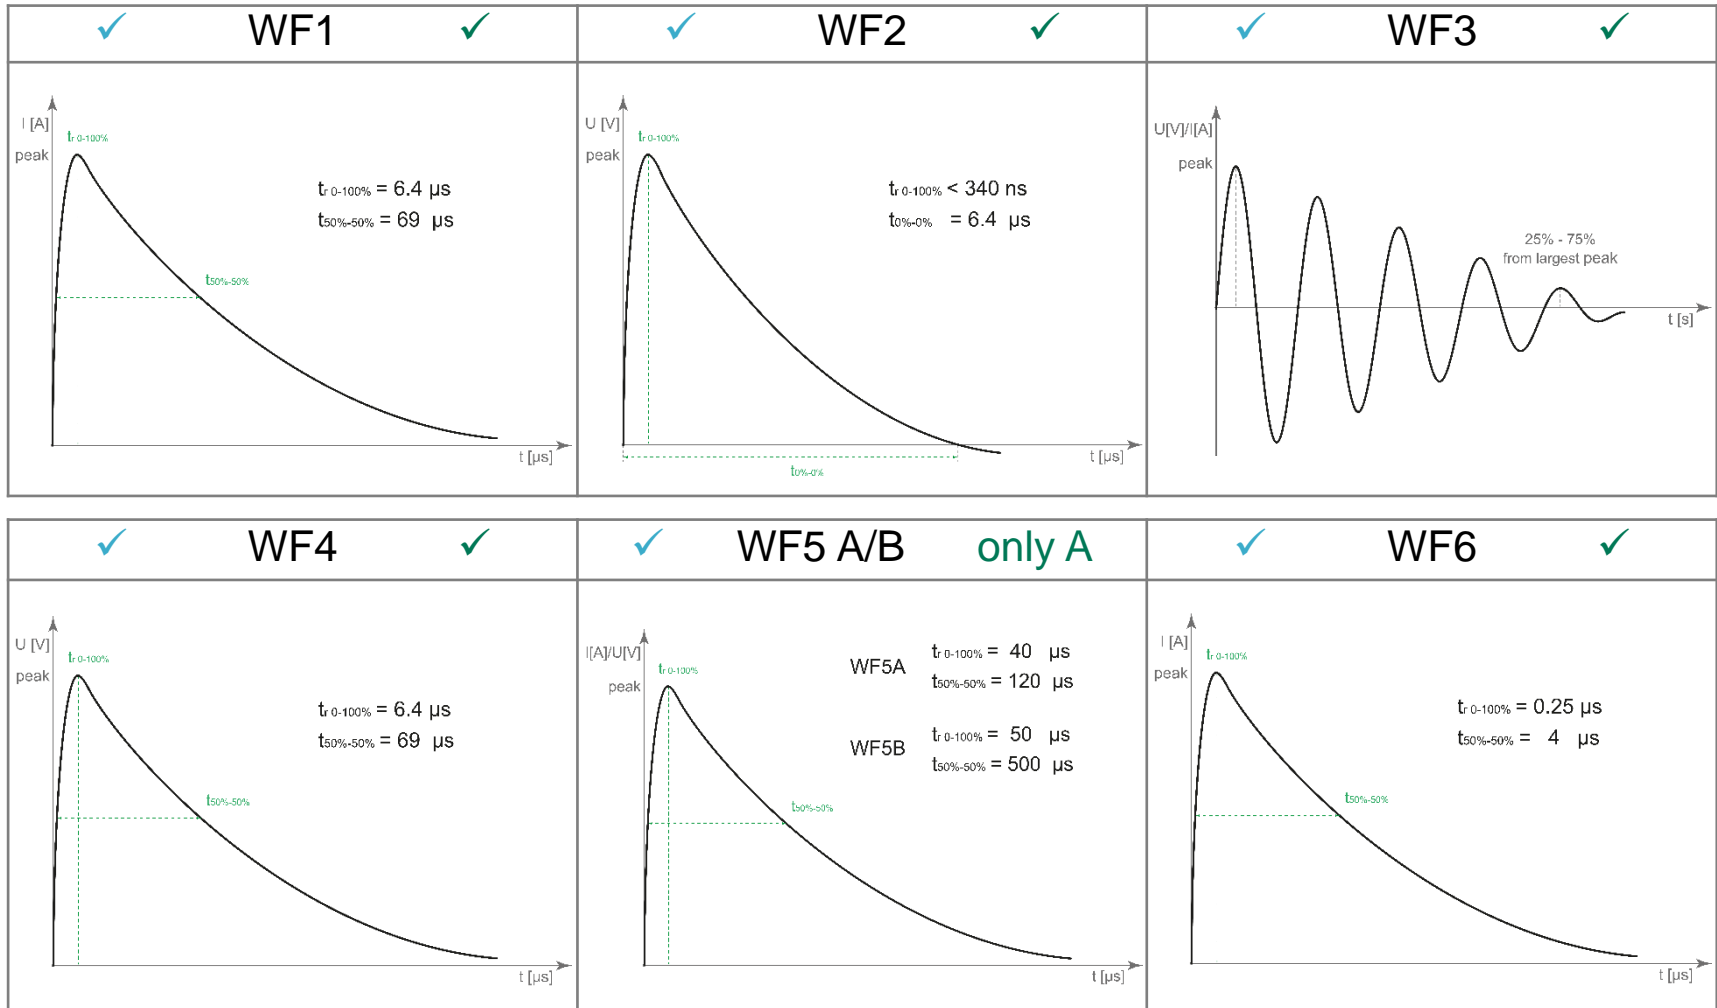 ✓ WF1 ✓
I [A]
tr 0-100%
peak
tr 0-100% = 6.4 µs
t50%-50% = 69 µs
t50%-50%
t [µs]
✓ WF2 ✓
U [V]
tr 0-100%
peak
tr 0-100% < 340 ns
t0%-0% = 6.4 µs
t [µs]
t0%-0%
✓ WF3 ✓
U[V]/I[A]
peak
25% - 75%
from largest peak
t [s]
✓ WF4 ✓
U [V]
tr 0-100%
peak
tr 0-100% = 6.4 µs
t50%-50% = 69 µs
t50%-50%
t [µs]
✓ WF5 A/B only A
I[A]/U[V]
tr 0-100%
peak
WF5A
tr 0-100% = 40 µs
t50%-50% = 120 µs
WF5B
tr 0-100% = 50 µs
t50%-50% = 500 µs
t50%-50%
t [µs]
✓ WF6 ✓
I [A]
tr 0-100%
peak
tr 0-100% = 0.25 µs
t50%-50% = 4 µs
t50%-50%
t [µs]